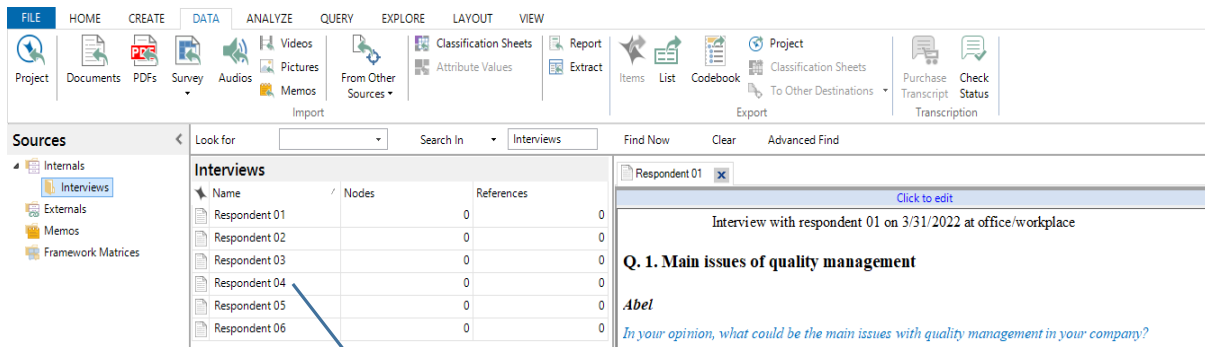 FILE HOME CREATE DATA ANALYZE QUERY EXPLORE LAYOUT VIEW
Project Documents PDFs Survey Audios
Videos
Pictures
Memos
From Other
Sources
Classification Sheets
Attribute Values
Report
Extract
Import
Items List Codebook
Project
Classification Sheets
To Other Destinations
Export
Purchase
Transcript
Check
Status
Transcription
Sources
Look for Search In Interviews Find Now Clear Advanced Find
Internals
Interviews
Externals
Memos
Framework Matrices
Interviews
Name Nodes References
Respondent 01 0 0
Respondent 02 0 0
Respondent 03 0 0
Respondent 04 0 0
Respondent 05 0 0
Respondent 06 0 0
Respondent 01
Click to edit
Interview with respondent 01 on 3/31/2022 at office/workplace
Q. 1. Main issues of quality management
Abel
In your opinion, what could be the main issues with quality management in your company?